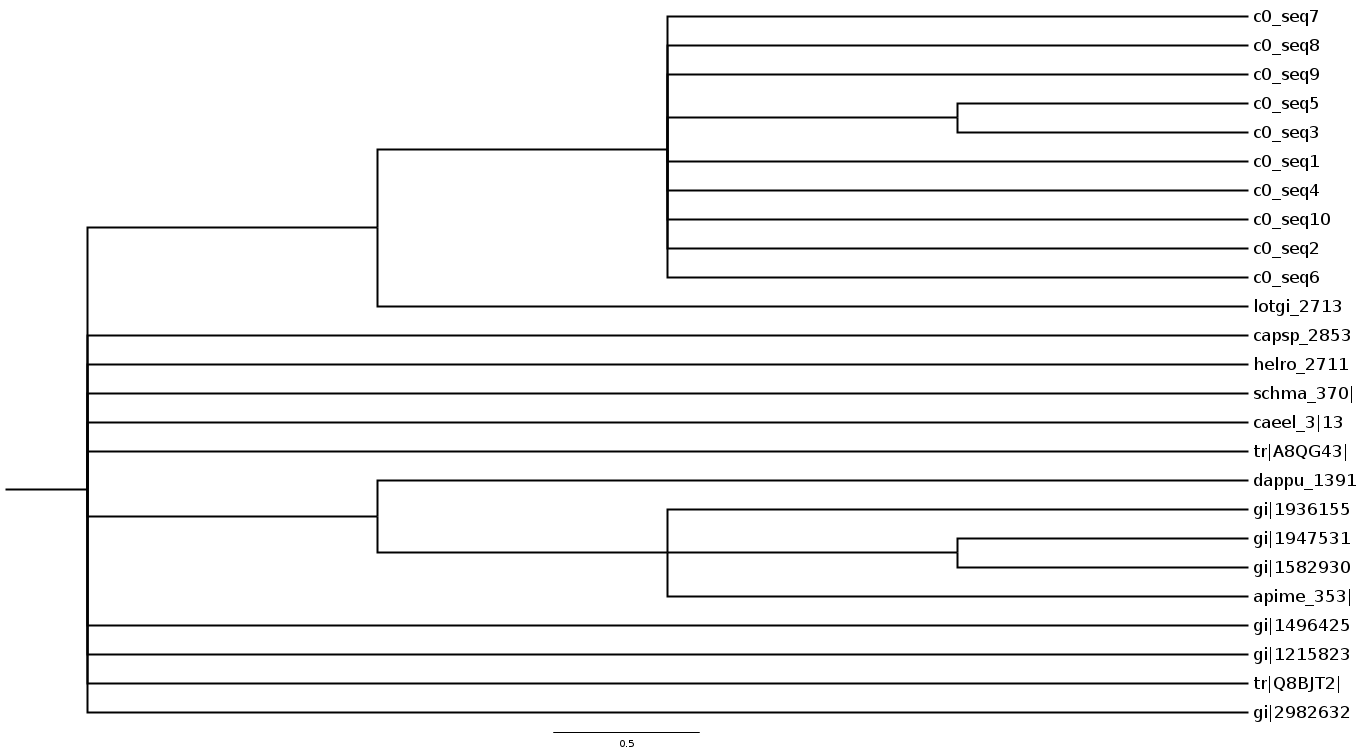 c0_seq7
c0_seq8
c0_seq9
c0_seq5
c0_seq3
c0_seq1
c0_seq4
c0_seq10
c0_seq2
c0_seq6
lotgi_2713
capsp_2853
helro_2711
schma_370|
caeel_3|13
tr|A8QG43|
dappu_1391
gi|1936155
gi|1947531
gi|1582930
apime_353|
gi|1496425
gi|1215823
tr|Q8BJT2|
gi|2982632
0.5